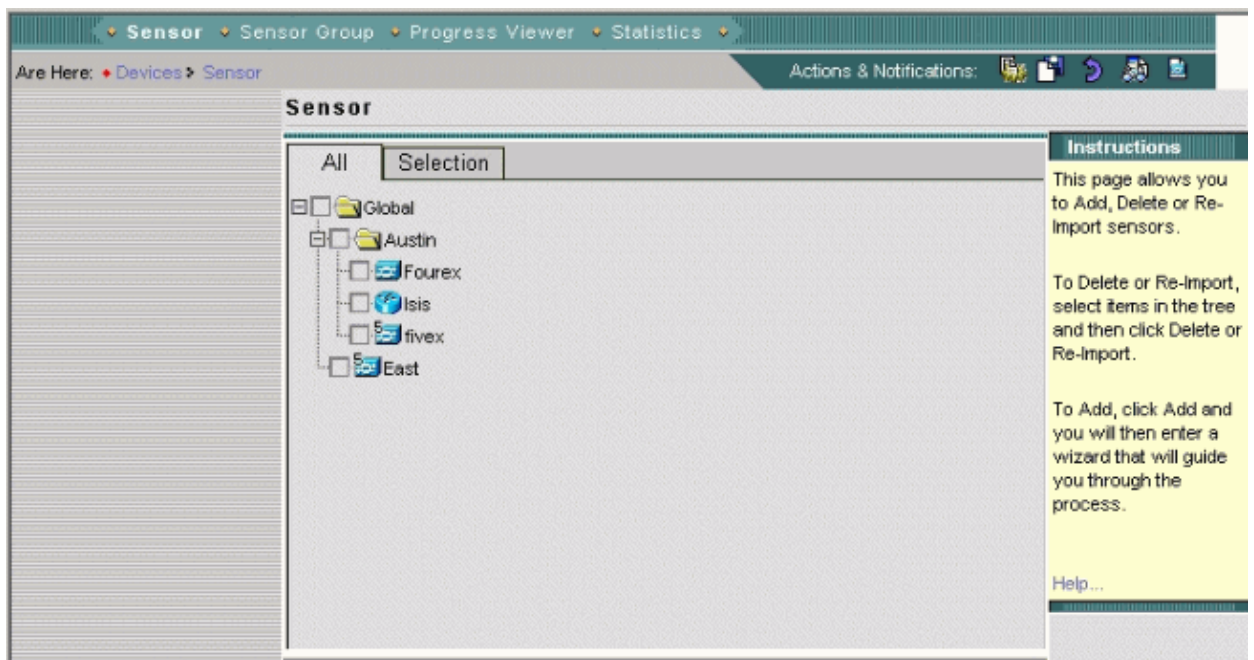 Sensor Sensor Group Progress Viewer Statistics
Are Here: Devices Sensor
Actions & Notifications:
Sensor
All Selection
Global
Austin
Fourex
Isis
5 fivex
5 East
Instructions
This page allows you
to Add, Delete or Re-
Import sensors.
To Delete or Re-Import,
select items in the tree
and then click Delete or
Re-Import.
To Add, click Add and
you will then enter a
wizard that will guide
you through the
process.
Help...